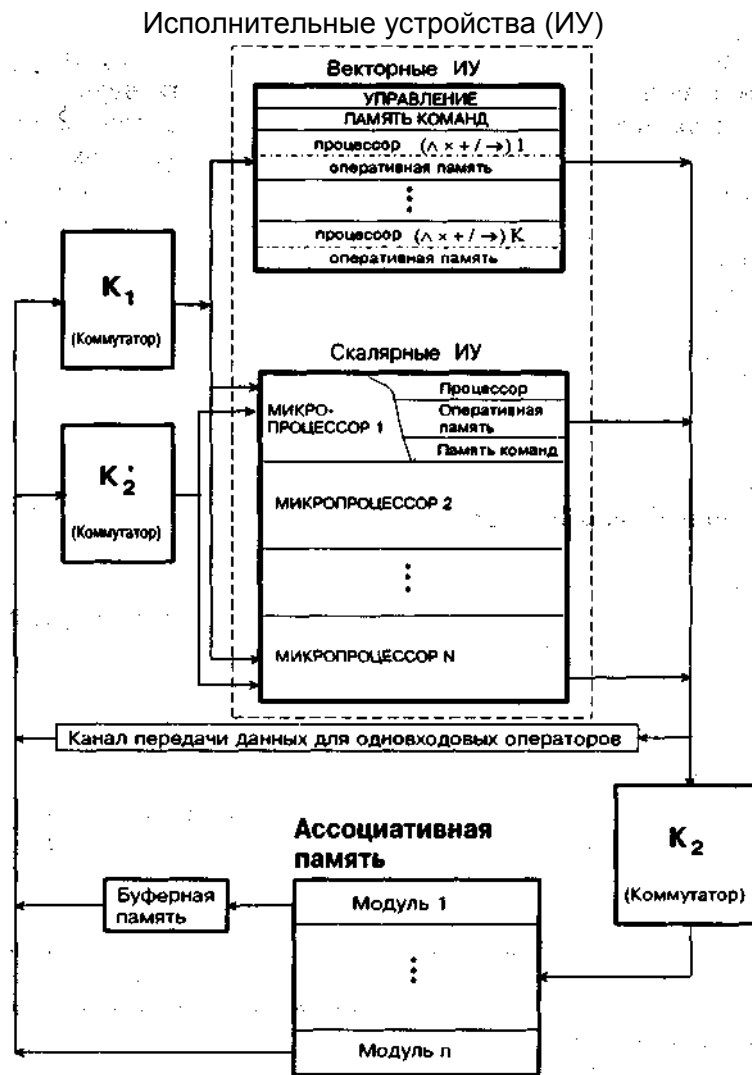 Исполнительные устройства (ИУ)
Векторные ИУ
УПРАВЛЕНИЕ
ПАМЯТЬ КОМАНД
процессор (∧ × + / →) 1
оперативная память
⋮
процессор (∧ × + / →) K
оперативная память
K₁
(Коммутатор)
K₂'
(Коммутатор)
Скалярные ИУ
МИКРО-
ПРОЦЕССОР 1
Процессор
Оперативная
память
Память команд
МИКРОПРОЦЕССОР 2
⋮
МИКРОПРОЦЕССОР N
Канал передачи данных для одновходовых операторов
K₂
(Коммутатор)
Ассоциативная
память
Буферная
память
Модуль 1
⋮
Модуль n